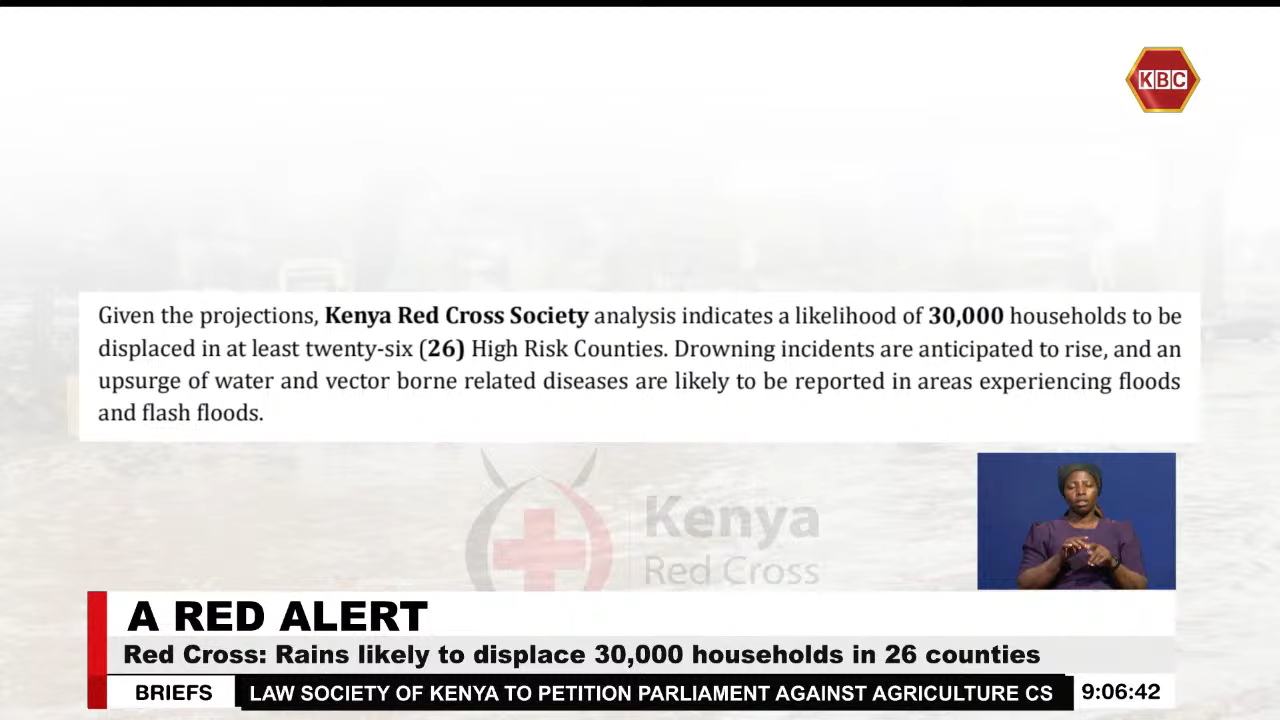 KBC
Given the projections, Kenya Red Cross Society analysis indicates a likelihood of 30,000 households to be
displaced in at least twenty-six (26) High Risk Counties. Drowning incidents are anticipated to rise, and an
upsurge of water and vector borne related diseases are likely to be reported in areas experiencing floods
and flash floods.
Kenya
Red Cross
A RED ALERT
Red Cross: Rains likely to displace 30,000 households in 26 counties
BRIEFS LAW SOCIETY OF KENYA TO PETITION PARLIAMENT AGAINST AGRICULTURE CS 9:06:42